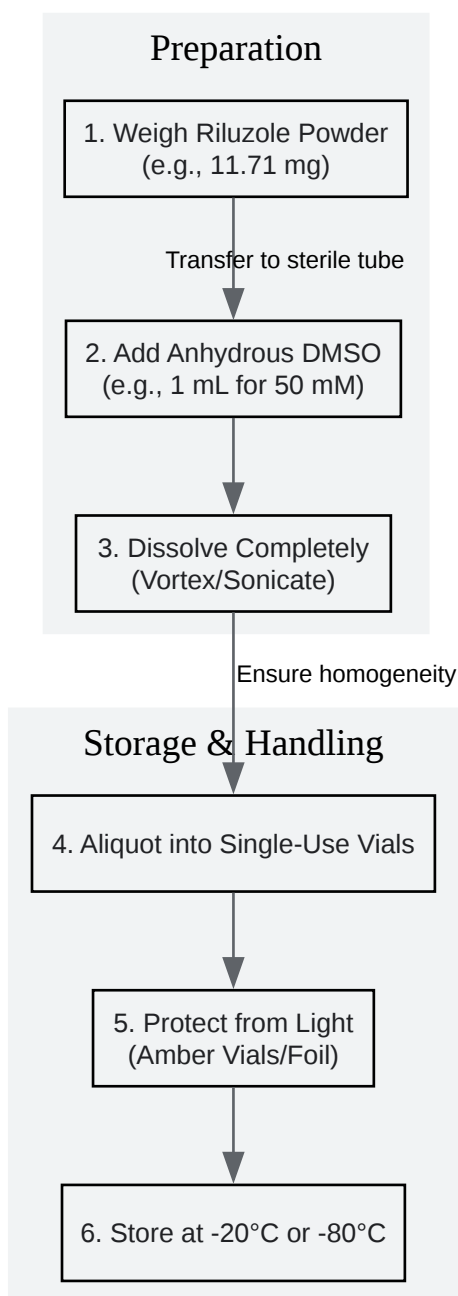 Preparation
1. Weigh Riluzole Powder
(e.g., 11.71 mg)
Transfer to sterile tube
2. Add Anhydrous DMSO
(e.g., 1 mL for 50 mM)
3. Dissolve Completely
(Vortex/Sonicate)
Ensure homogeneity
Storage & Handling
4. Aliquot into Single-Use Vials
5. Protect from Light
(Amber Vials/Foil)
6. Store at -20°C or -80°C